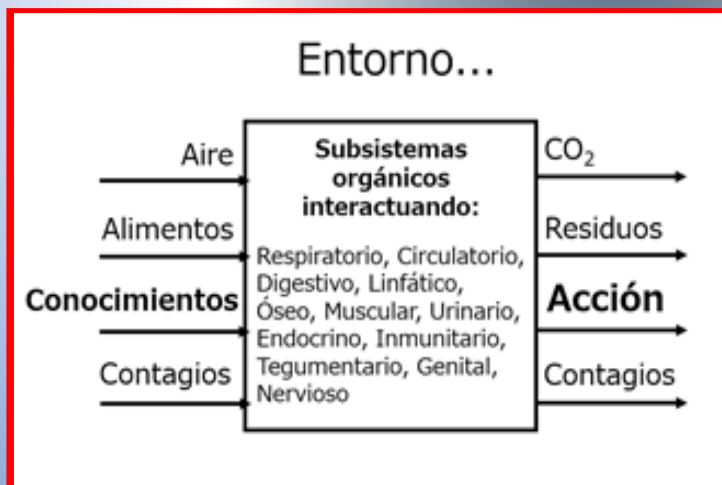 Entorno...
Aire
Alimentos
Conocimientos
Contagios
Subsistemas
orgánicos
interactuando:
Respiratorio, Circulatorio,
Digestivo, Linfático,
Óseo, Muscular, Urinario,
Endocrino, Inmunitario,
Tegumentario, Genital,
Nervioso
CO₂
Residuos
Acción
Contagios